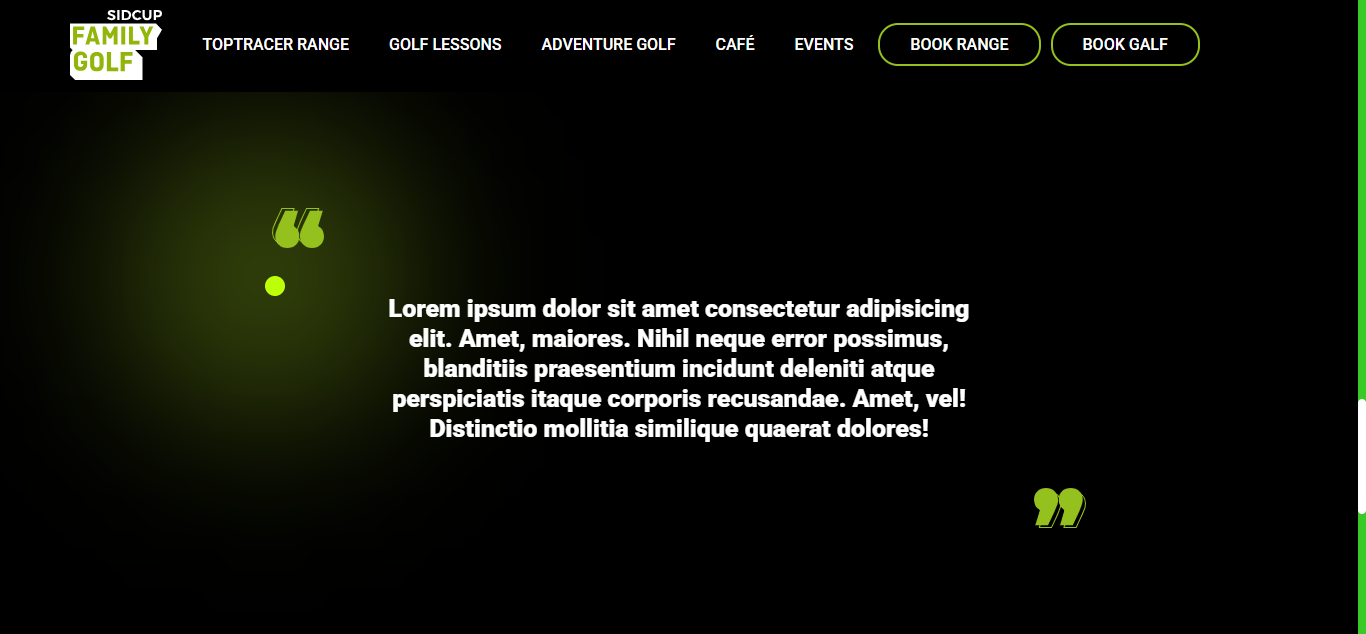 SIDCUP
FAMILY
GOLF
TOPTRACER RANGE
GOLF LESSONS
ADVENTURE GOLF
CAFÉ
EVENTS
BOOK RANGE
BOOK GALF
“
Lorem ipsum dolor sit amet consectetur adipisicing
elit. Amet, maiores. Nihil neque error possimus,
blanditiis praesentium incidunt deleniti atque
perspiciatis itaque corporis recusandae. Amet, vel!
Distinctio mollitia similique quaerat dolores!
”